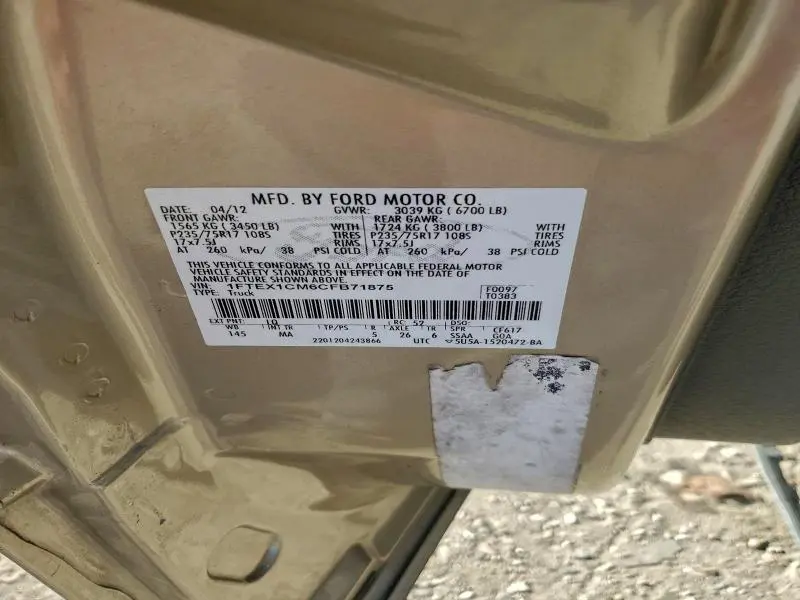 MFD. BY FORD MOTOR CO.
DATE: 04/12 GVWR: 3039 KG ( 6700 LB)
FRONT GAWR: REAR GAWR:
1565 KG ( 3450 LB) WITH 1724 KG ( 3800 LB) WITH
P235/75R17 108S TIRES P235/75R17 108S TIRES
17x7.5J RIMS 17x7.5J RIMS
AT 260 kPa/ 38 PSI COLD AT 260 kPa/ 38 PSI COLD
THIS VEHICLE CONFORMS TO ALL APPLICABLE FEDERAL MOTOR
VEHICLE SAFETY STANDARDS IN EFFECT ON THE DATE OF
MANUFACTURE SHOWN ABOVE.
VIN: 1FTEX1CM6CFB71875 F0097
TYPE: Truck T0383
EXT PNT: RC: 52 DSO:
WB INT TR TP/PS R AXLE TR SPR CF617
145 MA 5 26 6 SSAA GOA
2201204243866 UTC 5U5A-1520472-BA